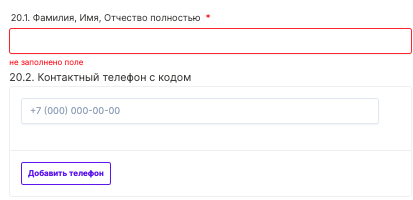 20.1. Фамилия, Имя, Отчество полностью *
не заполнено поле
20.2. Контактный телефон с кодом
+7 (000) 000-00-00
Добавить телефон